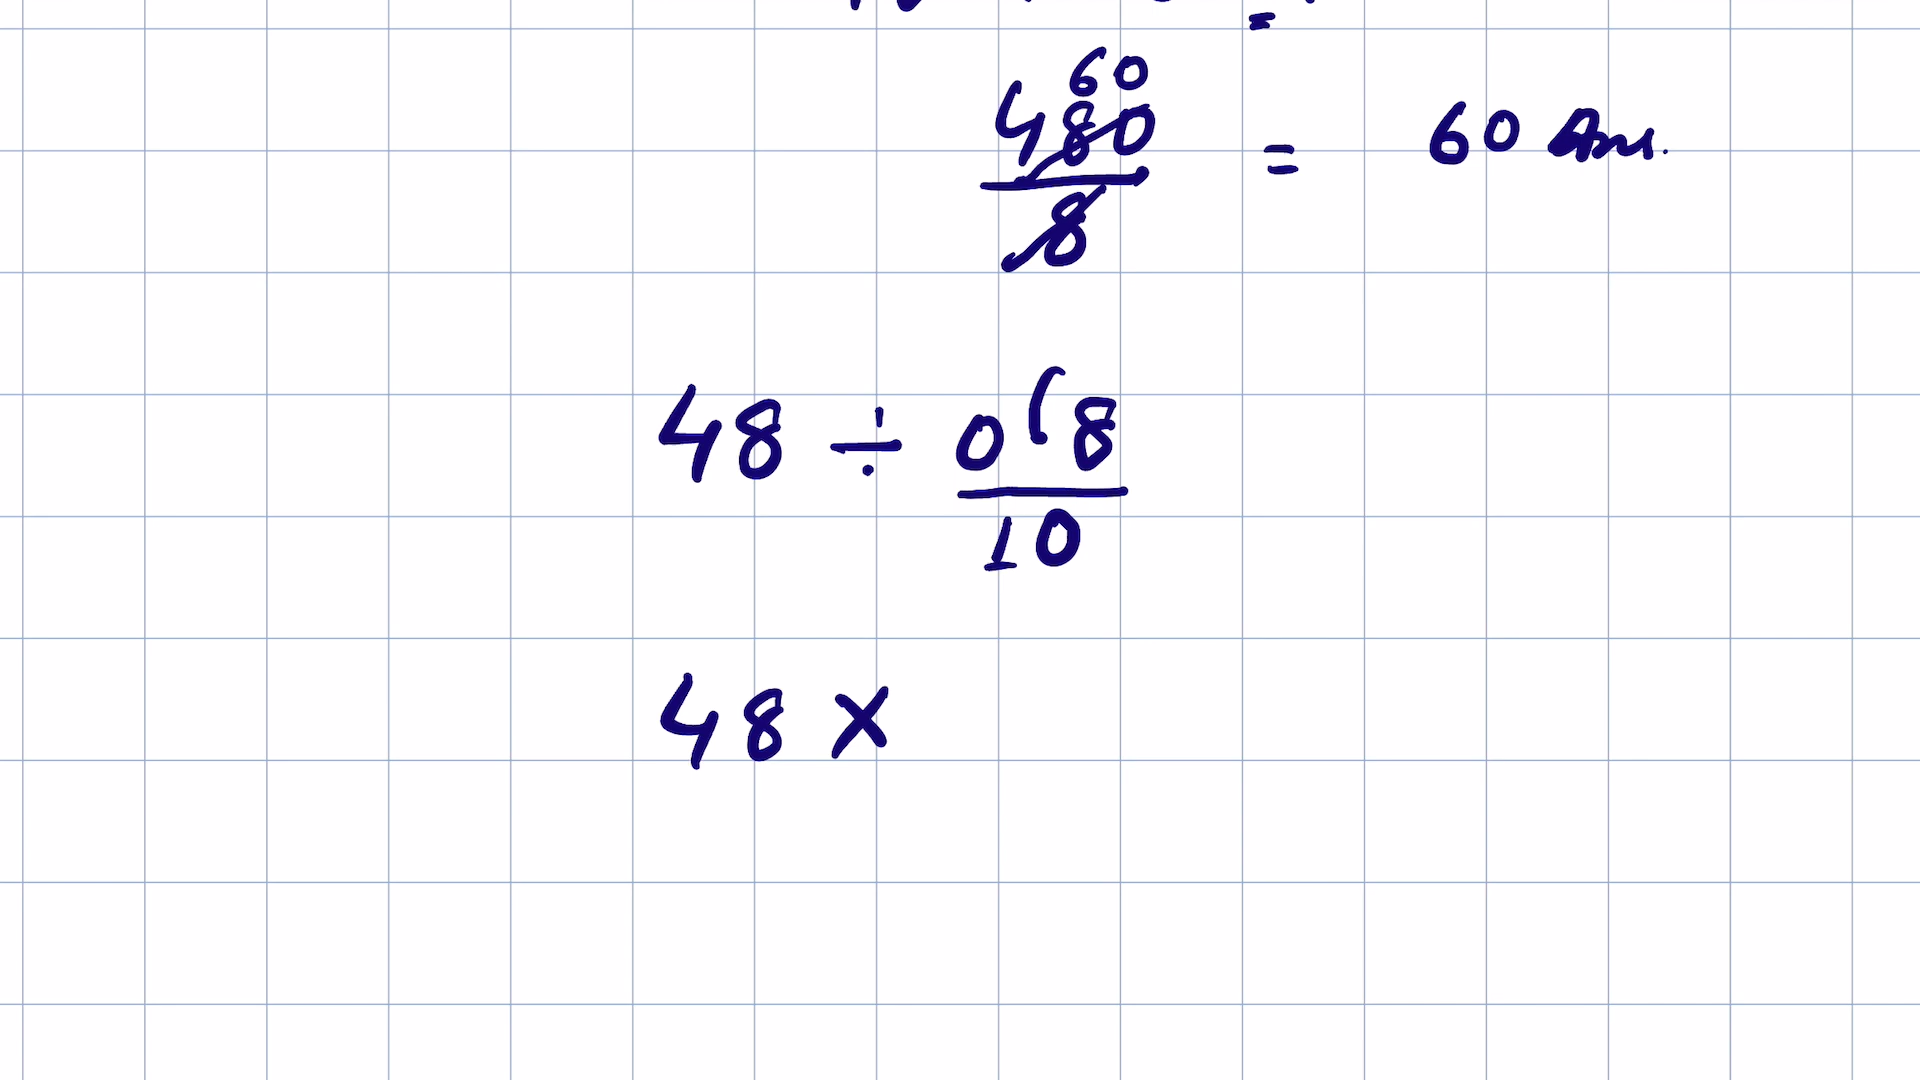 =
60
480 = 60 Ans.
8
48 ÷ 0(8
10
48 X